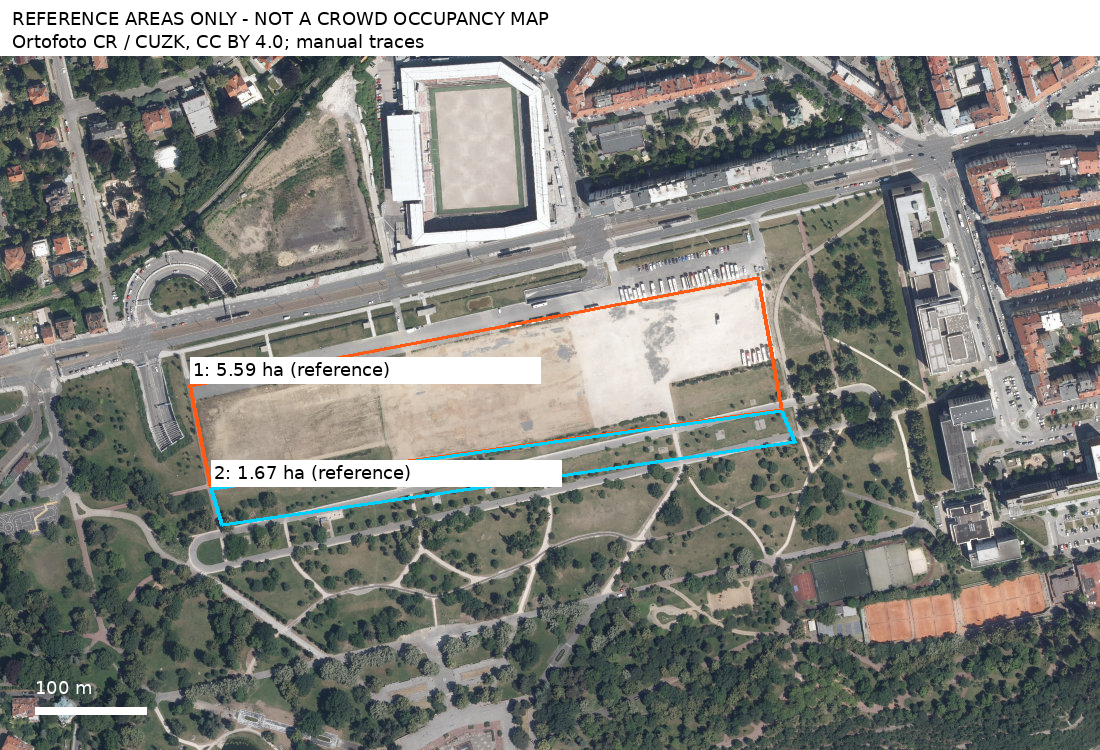 REFERENCE AREAS ONLY - NOT A CROWD OCCUPANCY MAP
Ortofoto CR / CUZK, CC BY 4.0; manual traces
1: 5.59 ha (reference)
2: 1.67 ha (reference)
100 m